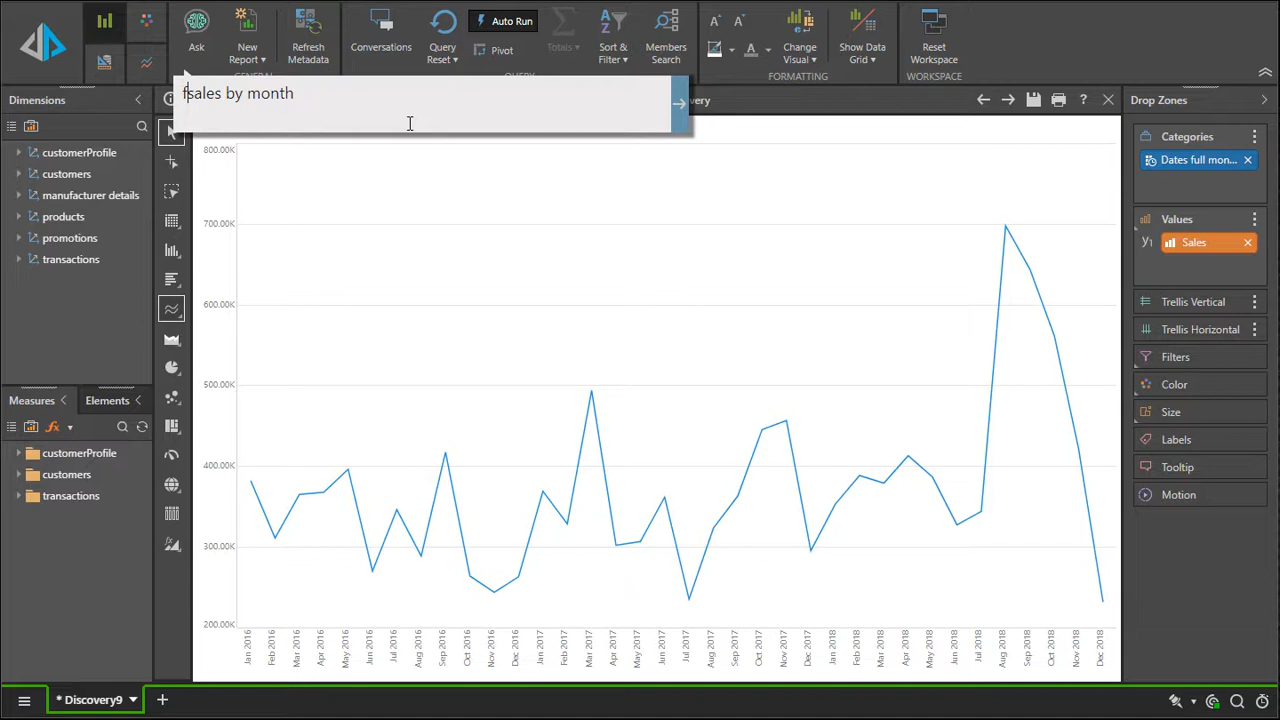 Ask
New
Report
Refresh
Metadata
GENERAL
Conversations
Query
Reset
Auto Run
Pivot
Totals
Sort &
Filter
Members
Search
QUERY
A
A
A
Change
Visual
Show Data
Grid
FORMATTING
Reset
Workspace
WORKSPACE
fsales by month
Dimensions
customerProfile
customers
manufacturer details
products
promotions
transactions
Measures
Elements
fx
customerProfile
customers
transactions
800.00K
700.00K
600.00K
500.00K
400.00K
300.00K
200.00K
Jan 2016
Feb 2016
Mar 2016
Apr 2016
May 2016
Jun 2016
Jul 2016
Aug 2016
Sep 2016
Oct 2016
Nov 2016
Dec 2016
Jan 2017
Feb 2017
Mar 2017
Apr 2017
May 2017
Jun 2017
Jul 2017
Aug 2017
Sep 2017
Oct 2017
Nov 2017
Dec 2017
Jan 2018
Feb 2018
Mar 2018
Apr 2018
May 2018
Jun 2018
Jul 2018
Aug 2018
Sep 2018
Oct 2018
Nov 2018
Dec 2018
Drop Zones
Categories
Dates full mon...
Values
y1
Sales
Trellis Vertical
Trellis Horizontal
Filters
Color
Size
Labels
Tooltip
Motion
* Discovery9